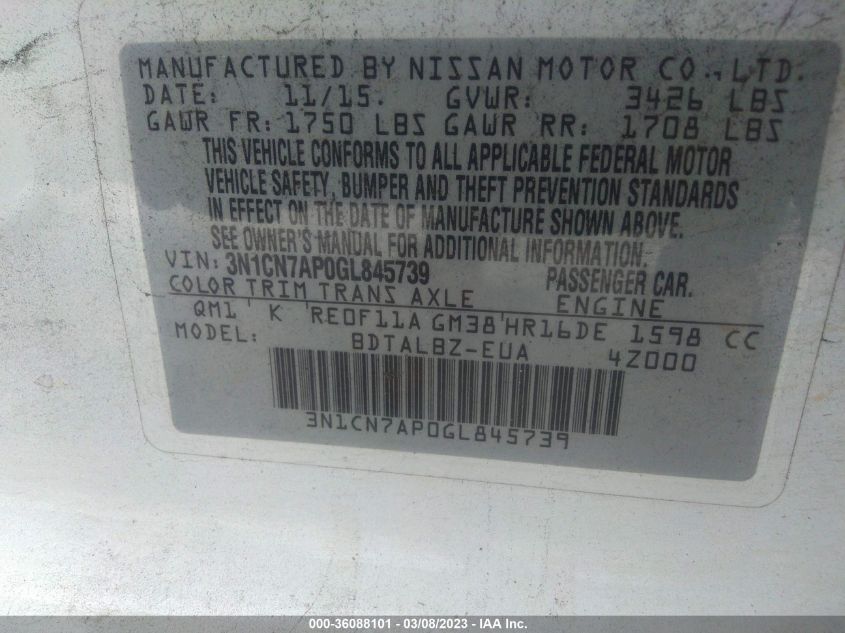 MANUFACTURED BY NISSAN MOTOR CO., LTD.
DATE: 11/15. GVWR: 3426 LBS
GAWR FR: 1750 LBS GAWR RR: 1708 LBS
THIS VEHICLE CONFORMS TO ALL APPLICABLE FEDERAL MOTOR
VEHICLE SAFETY, BUMPER AND THEFT PREVENTION STANDARDS
IN EFFECT ON THE DATE OF MANUFACTURE SHOWN ABOVE.
SEE OWNER'S MANUAL FOR ADDITIONAL INFORMATION.
VIN: 3N1CN7AP0GL845739 PASSENGER CAR.
COLOR TRIM TRANS AXLE ENGINE
QM1 ' K 'RE0F11A GM38'HR16DE 1598 CC
MODEL: BDTALBZ-EUA 4Z000
3N1CN7AP0GL845739
000-36088101 - 03/08/2023 - IAA Inc.